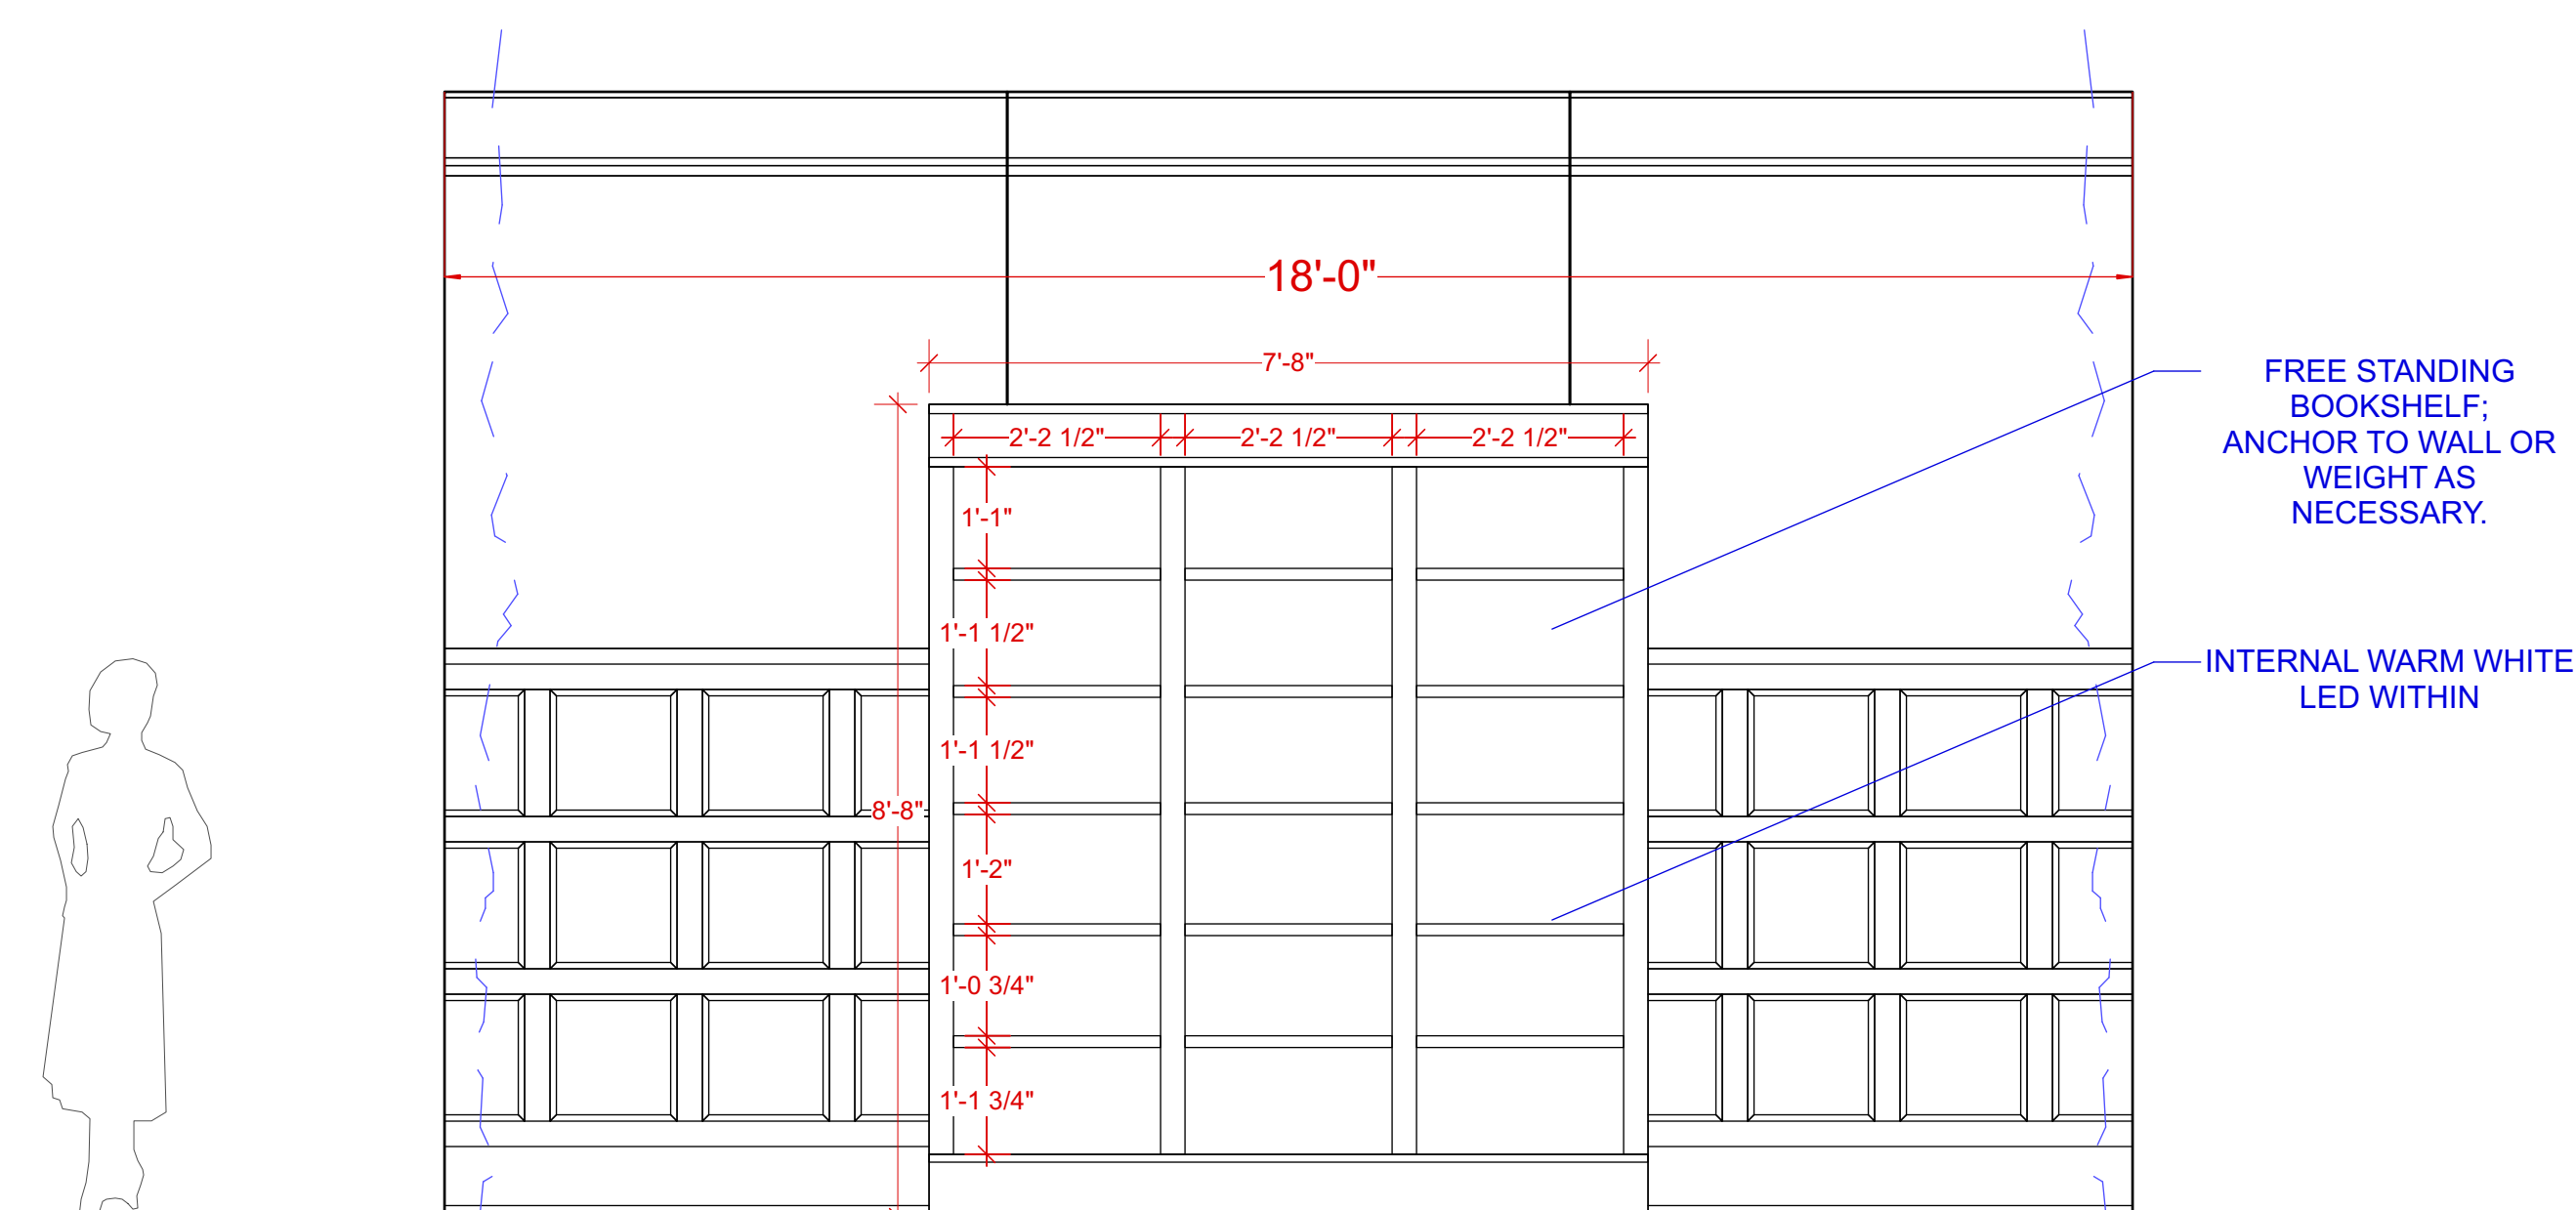 18'-0"
7'-8"
FREE STANDING
BOOKSHELF;
ANCHOR TO WALL OR
WEIGHT AS
NECESSARY.
2'-2 1/2" 2'-2 1/2" 2'-2 1/2"
1'-1"
1'-1 1/2"
INTERNAL WARM WHITE
LED WITHIN
1'-1 1/2"
8'-8"
1'-2"
1'-0 3/4"
1'-1 3/4"